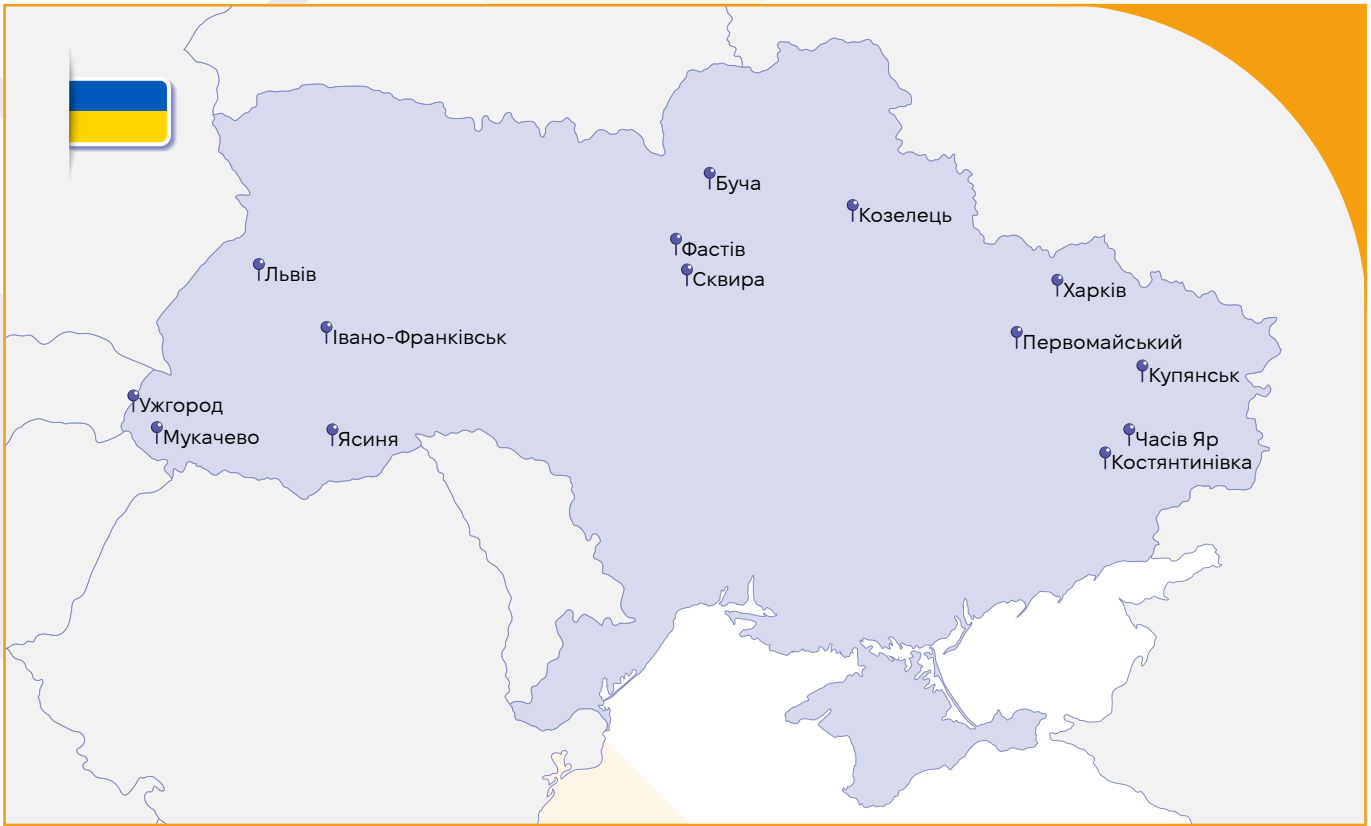 Буча
Козелець
Фастів
Львів
Сквира
Харків
Івано-Франківськ
Первомайський
Купянськ
Ужгород
Мукачево
Ясиня
Часів Яр
Костянтинівка